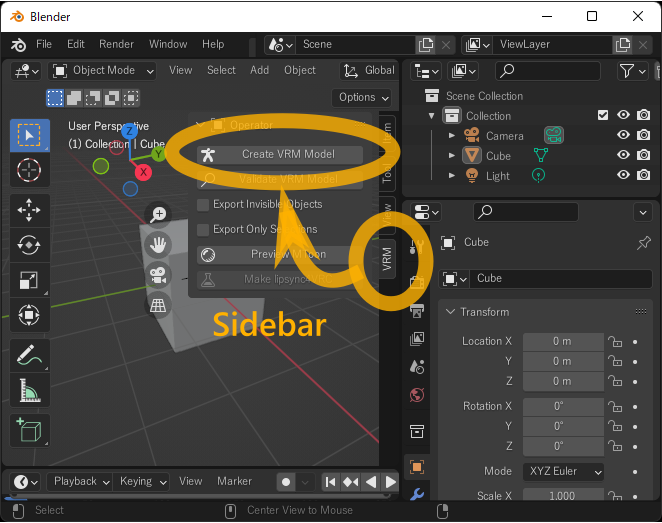 Blender
File Edit Render Window Help
Scene
ViewLayer
Object Mode View Select Add Object Global
Options
User Perspective
(1) Scene Collection | Cube
Operator
Create VRM Model
Validate VRM Model
Export Invisible Objects
Export Only Selections
Preview MToon
Make lipsync
Item
Tool
View
VRM
X
Y
Z
Sidebar
Scene Collection
Collection
Camera
Cube
Light
Cube
Cube
Transform
Location X 0 m
Y 0 m
Z 0 m
Rotation X 0°
Y 0°
Z 0°
Mode XYZ Euler
Scale X 1.000
Playback Keying View Marker
Select Center View to Mouse